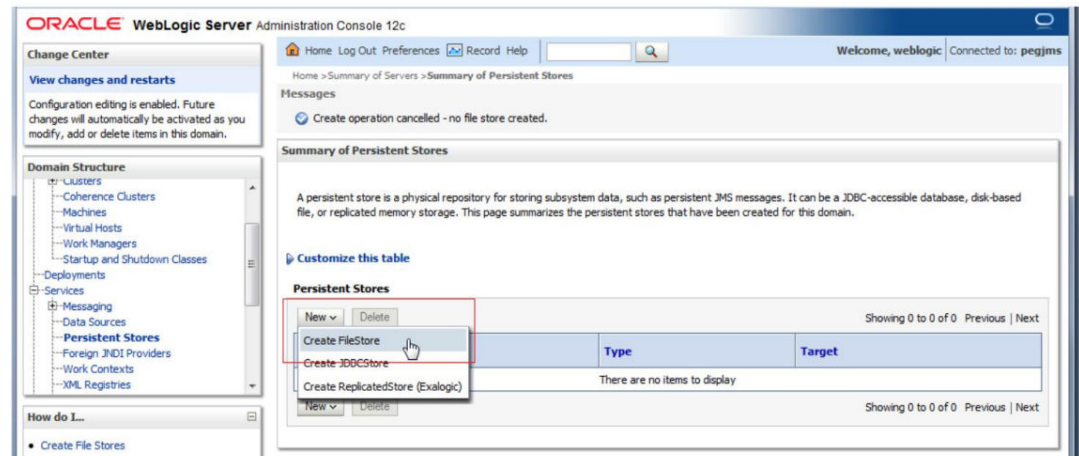 ORACLE WebLogic Server Administration Console 12c
Change Center
View changes and restarts
Configuration editing is enabled. Future
changes will automatically be activated as you
modify, add or delete items in this domain.
Domain Structure
Clusters
Coherence Clusters
Machines
Virtual Hosts
Work Managers
Startup and Shutdown Classes
Deployments
Services
Messaging
Data Sources
Persistent Stores
Foreign JNDI Providers
Work Contexts
XML Registries
How do I...
Create File Stores
Home Log Out Preferences Record Help
Welcome, weblogic Connected to: pegjms
Home >Summary of Servers >Summary of Persistent Stores
Messages
Create operation cancelled - no file store created.
Summary of Persistent Stores
A persistent store is a physical repository for storing subsystem data, such as persistent JMS messages. It can be a JDBC-accessible database, disk-based
file, or replicated memory storage. This page summarizes the persistent stores that have been created for this domain.
Customize this table
Persistent Stores
New Delete
Showing 0 to 0 of 0 Previous | Next
Create FileStore
Create JDBCStore
Create ReplicatedStore (Exalogic)
Type Target
There are no items to display
New Delete
Showing 0 to 0 of 0 Previous | Next